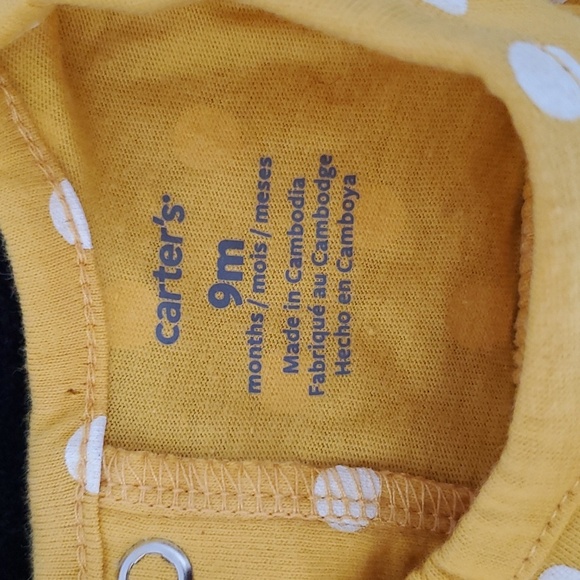 carter's
9m
months / mois / meses
Made in Cambodia
Fabriqué au Cambodge
Hecho en Camboya